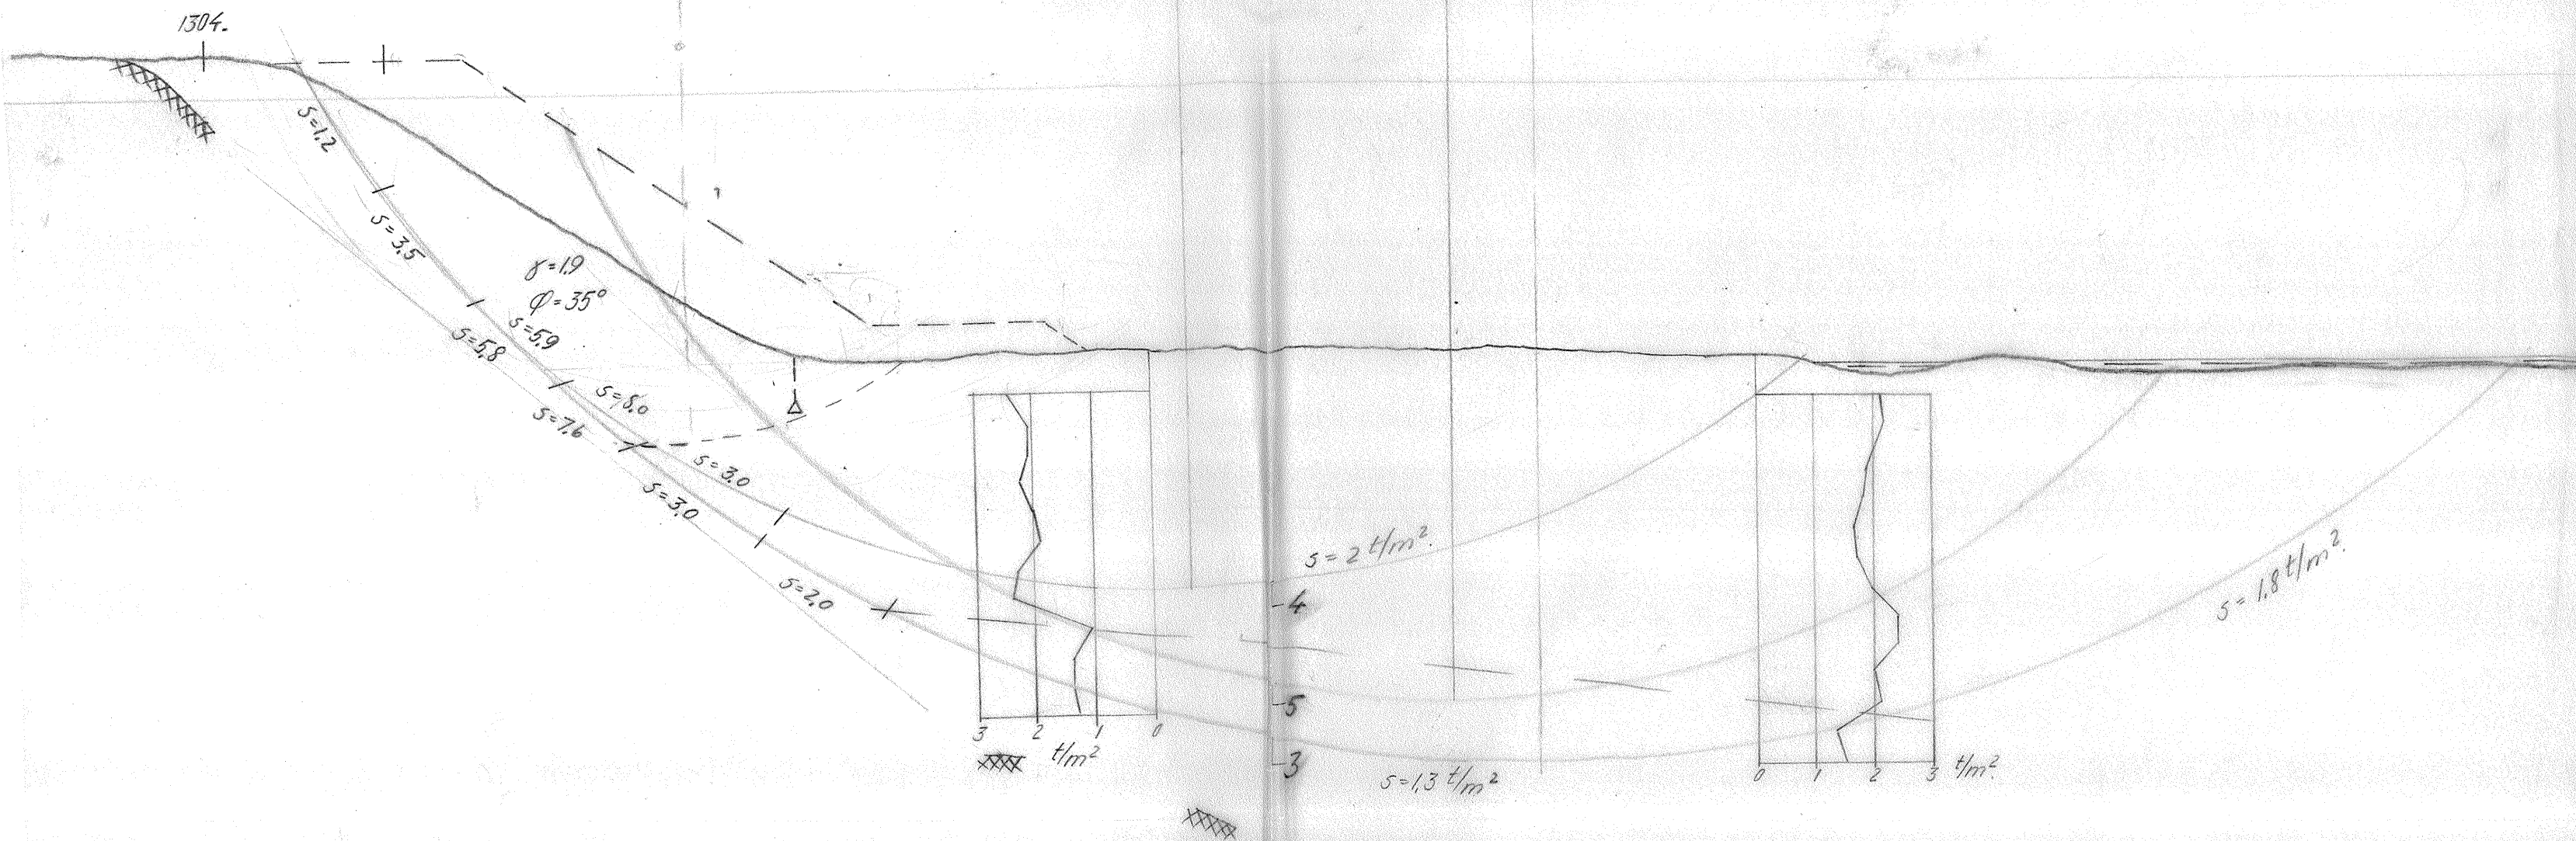 1304.
s=1.2
s=3.5
γ=1.9
φ=35°
s=5.9
s=5.8
s=8.0
s=7.6
s=3.0
s=3.0
s=2.0
s= 2 t/m².
s= 1.8 t/m².
4
5
3
3 2 1 0
t/m²
s=1.3 t/m²
0 1 2 3 t/m².